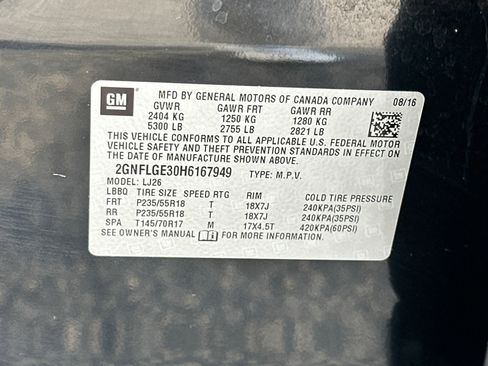 GM
MFD BY GENERAL MOTORS OF CANADA COMPANY 08/16
GVWR GAWR FRT GAWR RR
2404 KG 1250 KG 1280 KG
5300 LB 2755 LB 2821 LB
THIS VEHICLE CONFORMS TO ALL APPLICABLE U.S. FEDERAL MOTOR
VEHICLE SAFETY AND THEFT PREVENTION STANDARDS IN EFFECT ON
THE DATE OF MANUFACTURE SHOWN ABOVE.
2GNFLGE30H6167949 TYPE: M.P.V.
MODEL: LJ26
LBBQ TIRE SIZE SPEED RTG RIM COLD TIRE PRESSURE
FRT P235/55R18 T 18X7J 240KPA(35PSI)
RR P235/55R18 T 18X7J 240KPA(35PSI)
SPA T145/70R17 M 17X4.5T 420KPA(60PSI)
SEE OWNER'S MANUAL FOR ADDITIONAL INFORMATION.